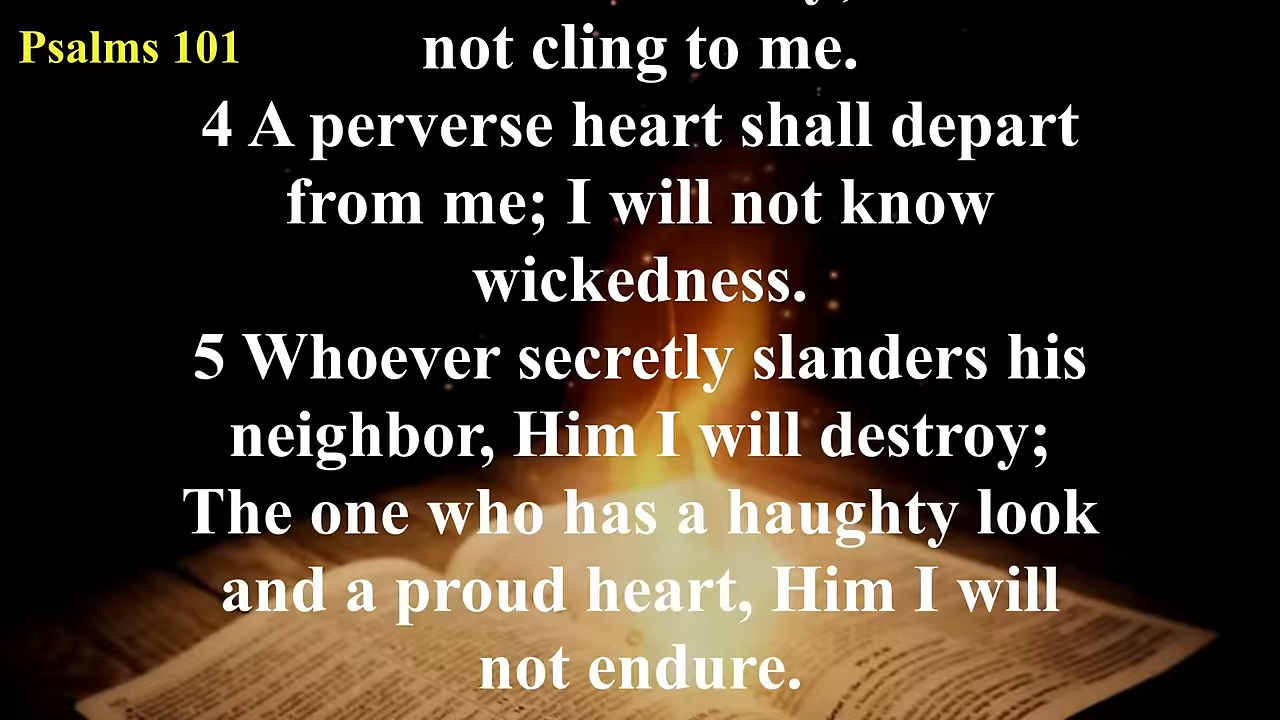 Psalms 101
not cling to me.
4 A perverse heart shall depart
from me; I will not know
wickedness.
5 Whoever secretly slanders his
neighbor, Him I will destroy;
The one who has a haughty look
and a proud heart, Him I will
not endure.